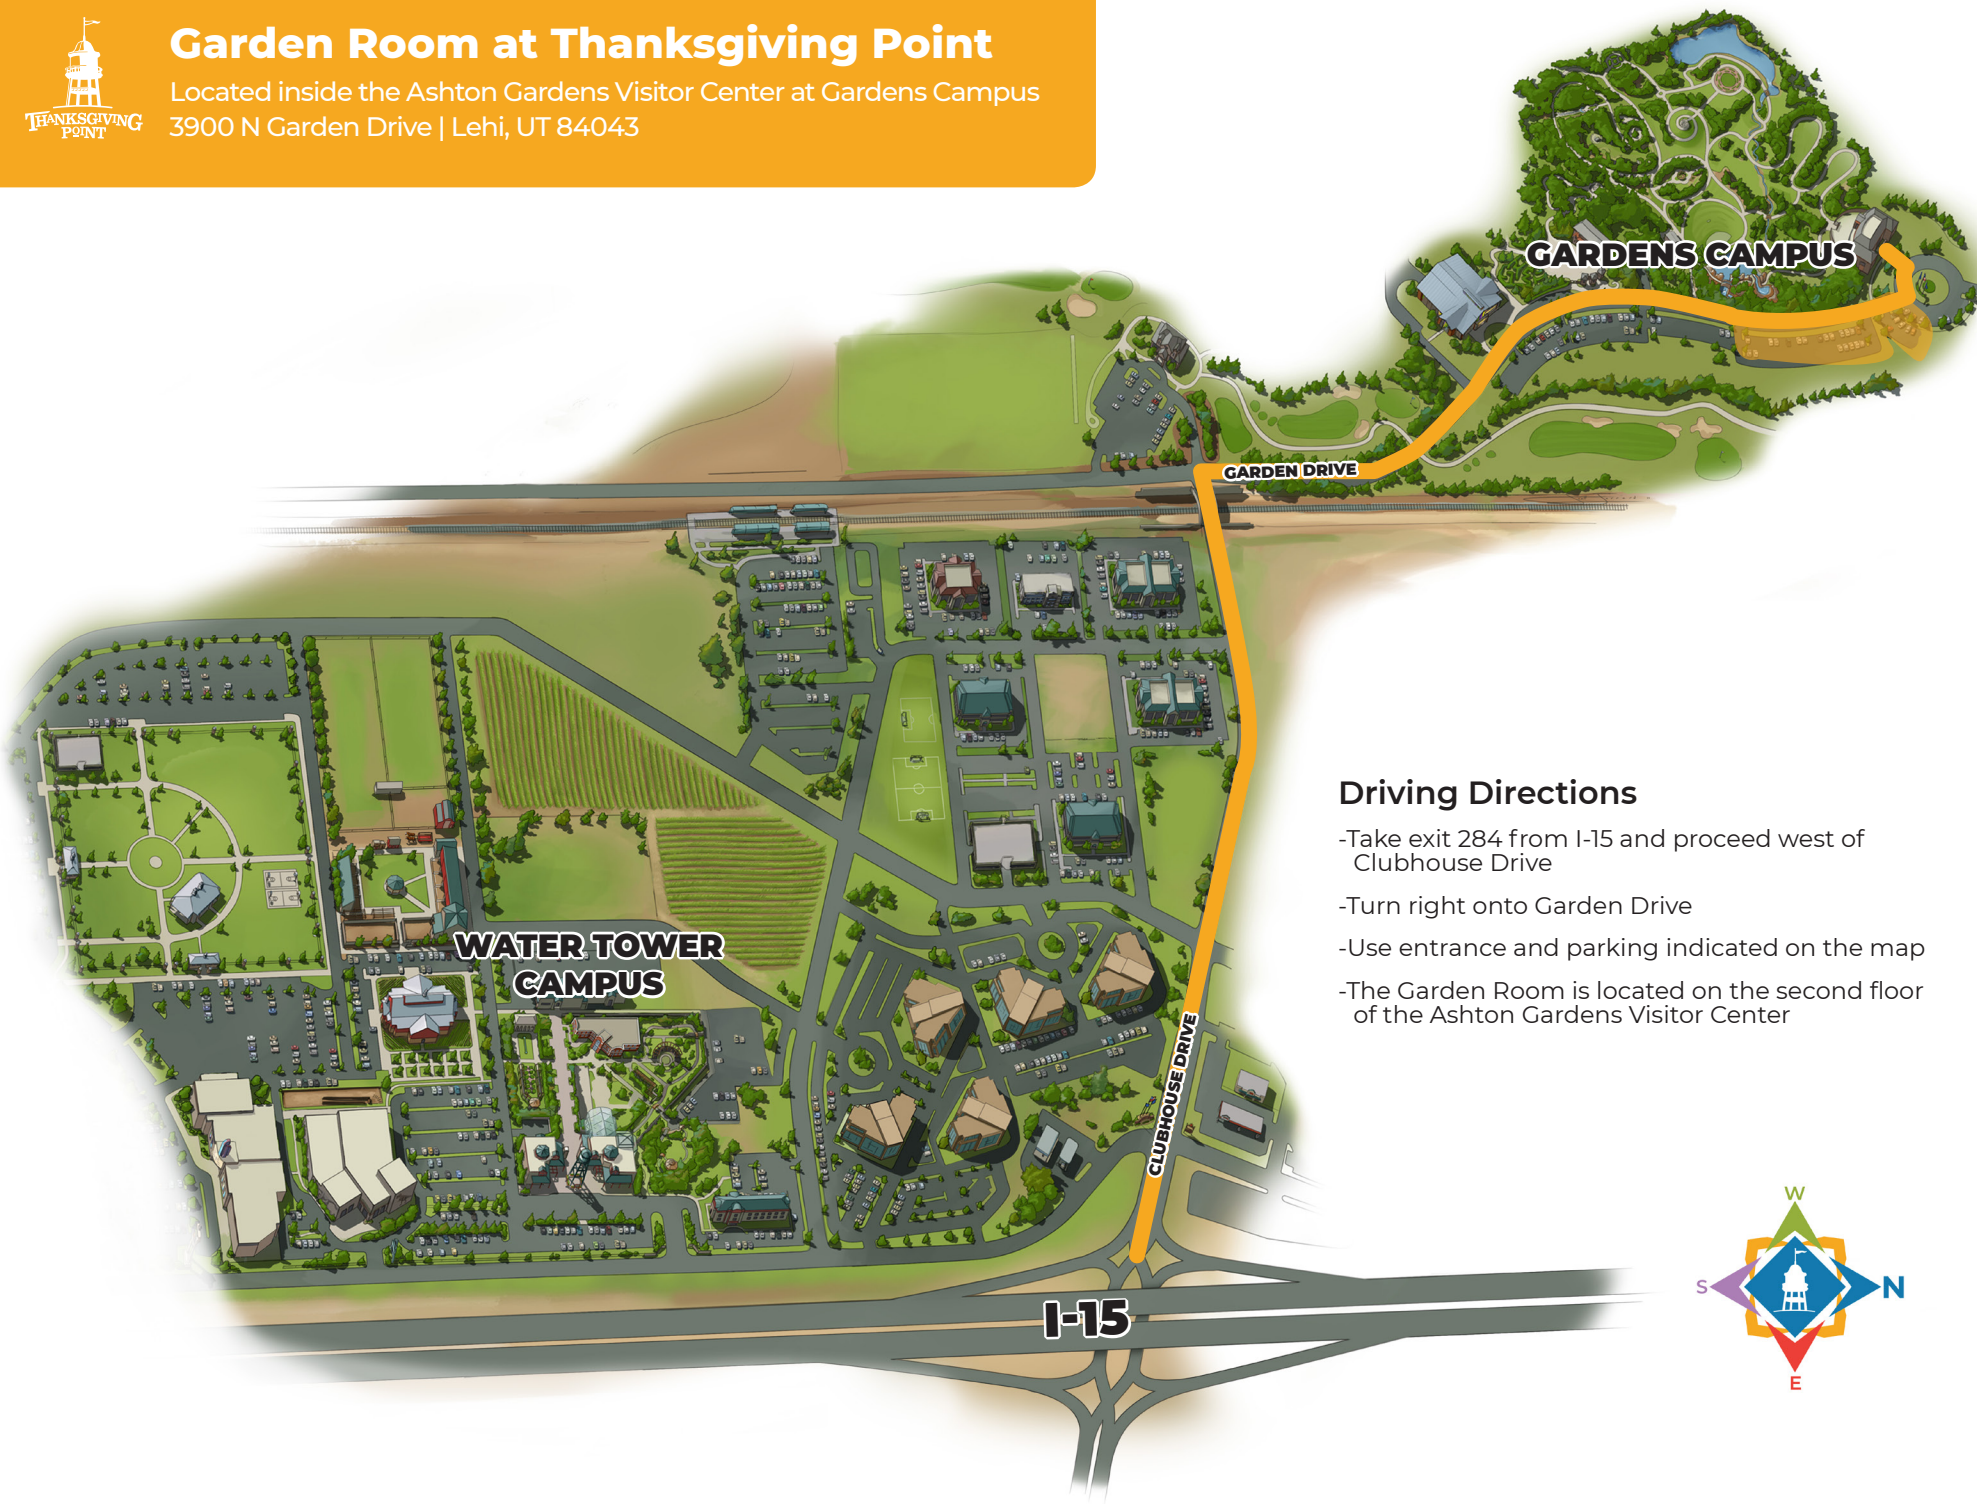 THANKSGIVING
POINT
Garden Room at Thanksgiving Point
Located inside the Ashton Gardens Visitor Center at Gardens Campus
3900 N Garden Drive | Lehi, UT 84043
GARDENS CAMPUS
GARDEN DRIVE
WATER TOWER
CAMPUS
CLUBHOUSE DRIVE
I-15
Driving Directions
-Take exit 284 from I-15 and proceed west of
Clubhouse Drive
-Turn right onto Garden Drive
-Use entrance and parking indicated on the map
-The Garden Room is located on the second floor
of the Ashton Gardens Visitor Center
W
S
N
E